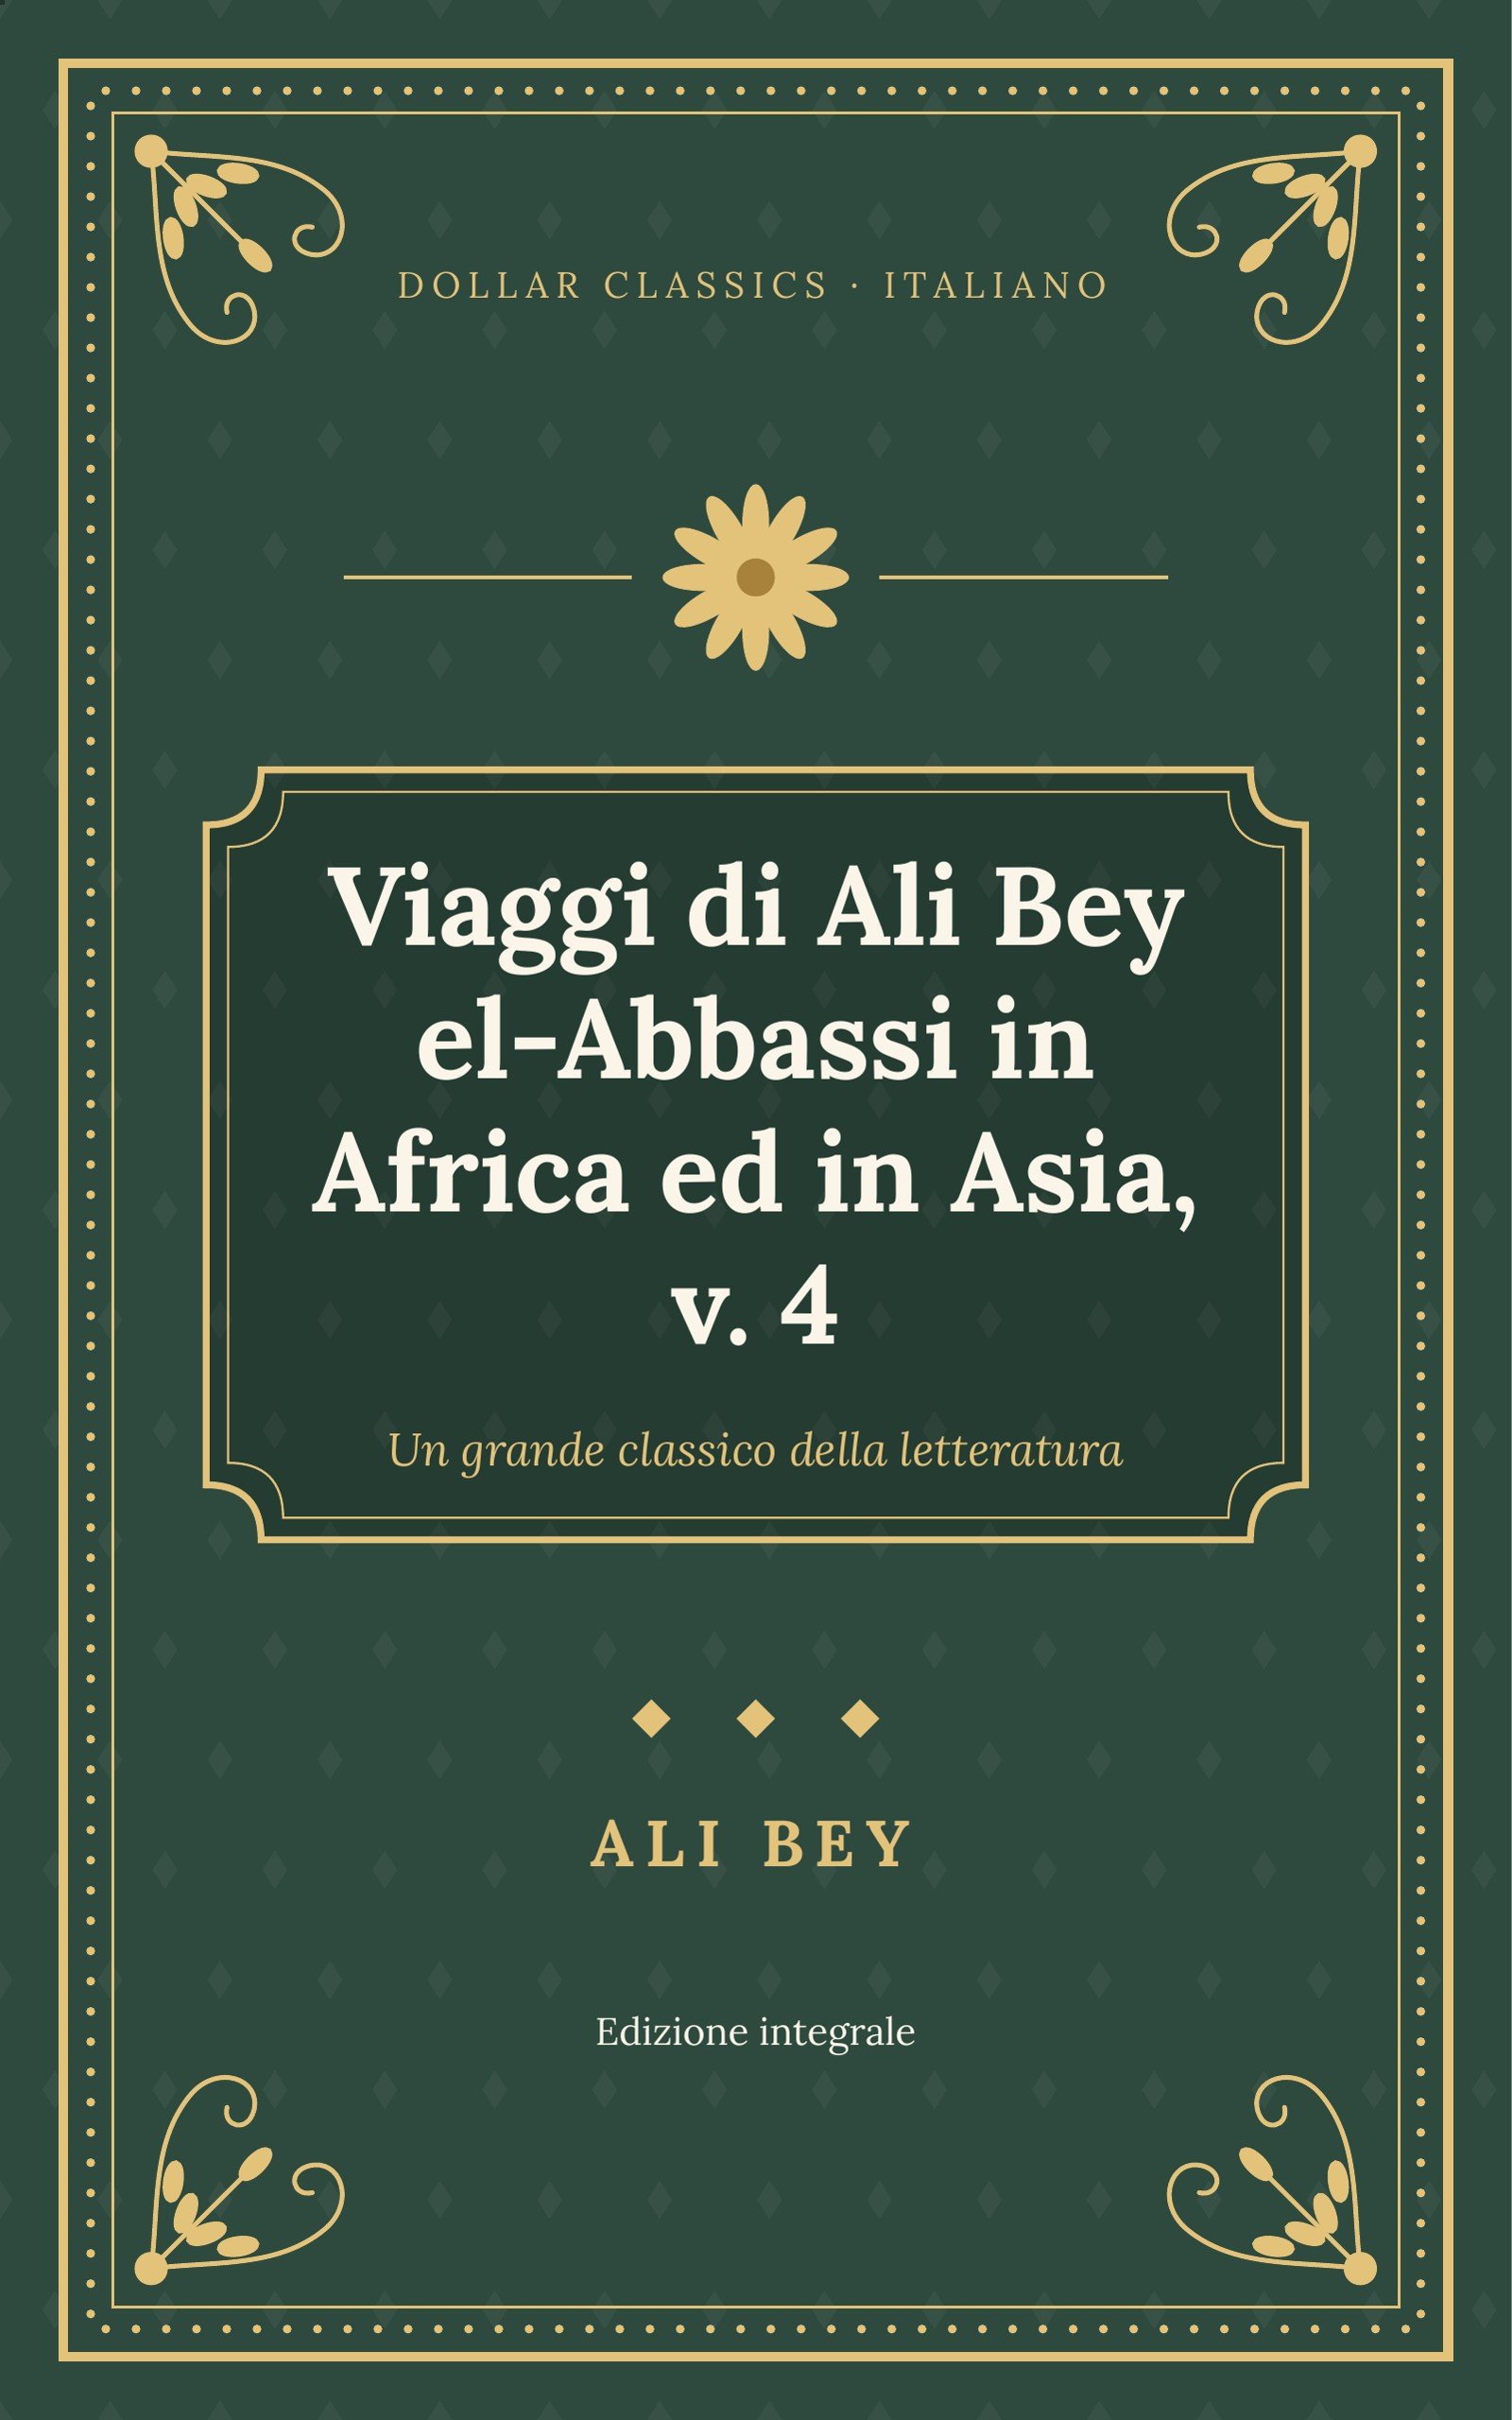 DOLLAR CLASSICS · ITALIANO
Viaggi di Ali Bey
el-Abbassi in
Africa ed in Asia,
v. 4
Un grande classico della letteratura
ALI BEY
Edizione integrale